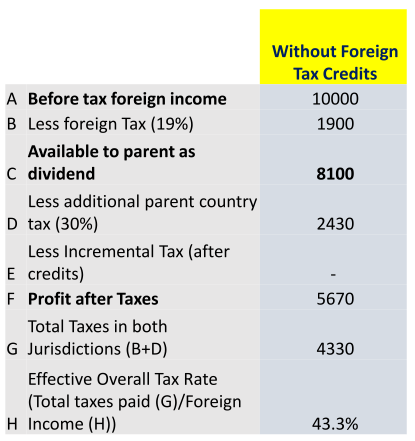 Without Foreign
Tax Credits
A Before tax foreign income 10000
B Less foreign Tax (19%) 1900
Available to parent as
C dividend 8100
Less additional parent country
D tax (30%) 2430
Less Incremental Tax (after
E credits) -
F Profit after Taxes 5670
Total Taxes in both
G Jurisdictions (B+D) 4330
Effective Overall Tax Rate
(Total taxes paid (G)/Foreign
H Income (H)) 43.3%